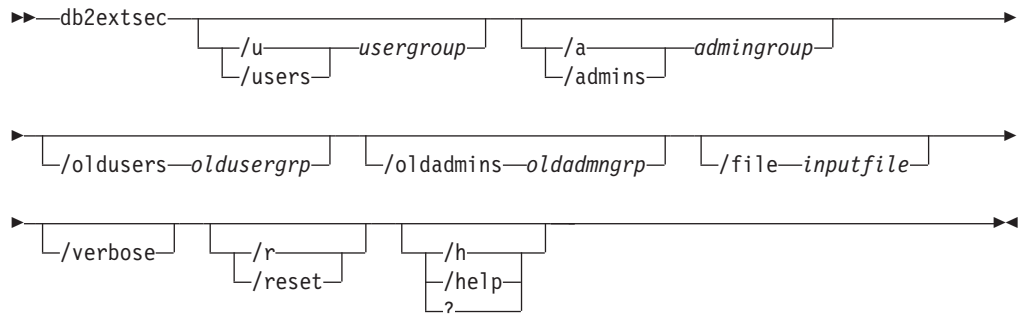 db2extsec
/u usergroup /a admingroup
/users /admins
/oldusers oldusergrp /oldadmins oldadmngrp /file inputfile
/verbose /r /h
/reset /help
?